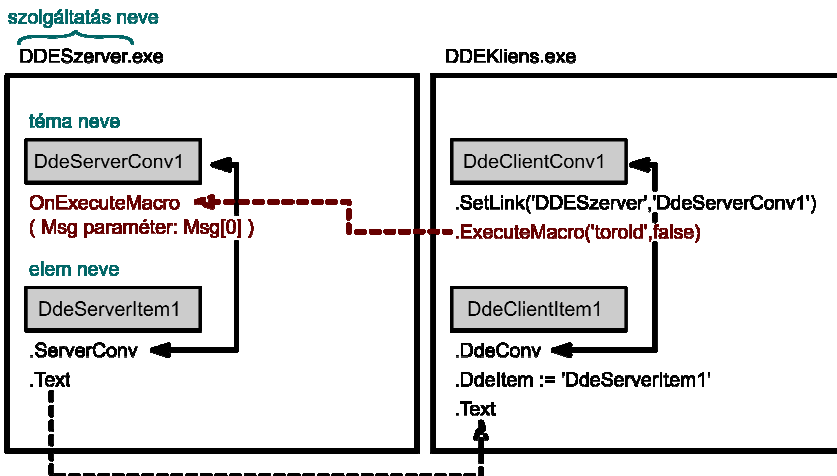 szolgáltatás neve
DDESzerver.exe
téma neve
DdeServerConv1
OnExecuteMacro
( Msg paraméter: Msg[0] )
elem neve
DdeServerItem1
.ServerConv
.Text
DDEKliens.exe
DdeClientConv1
.SetLink('DDESzerver','DdeServerConv1')
.ExecuteMacro('torold',false)
DdeClientItem1
.DdeConv
.DdeItem := 'DdeServerItem1'
.Text